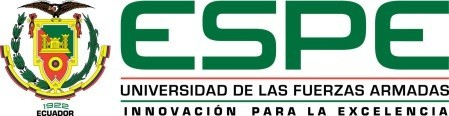 ESPE
UNIVERSIDAD DE LAS FUERZAS ARMADAS
INNOVACIÓN PARA LA EXCELENCIA
1922
ECUADOR